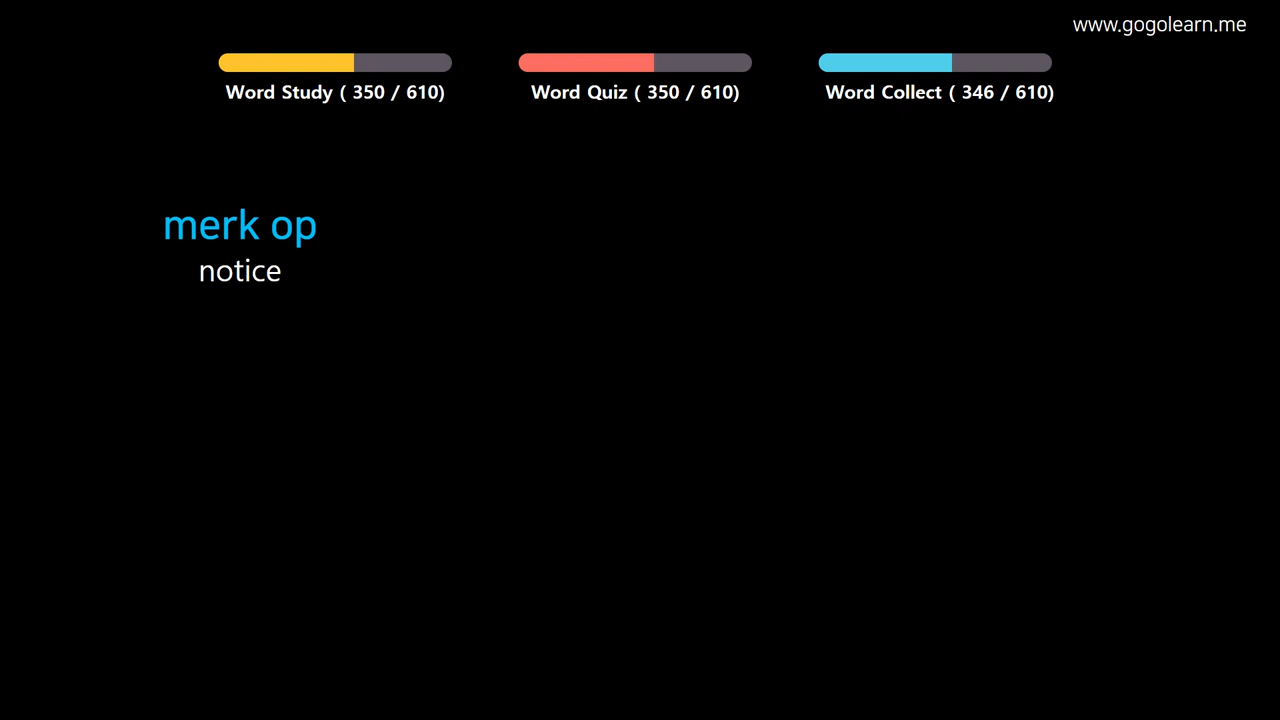 www.gogolearn.me
Word Study ( 350 / 610)
Word Quiz ( 350 / 610)
Word Collect ( 346 / 610)
merk op
notice